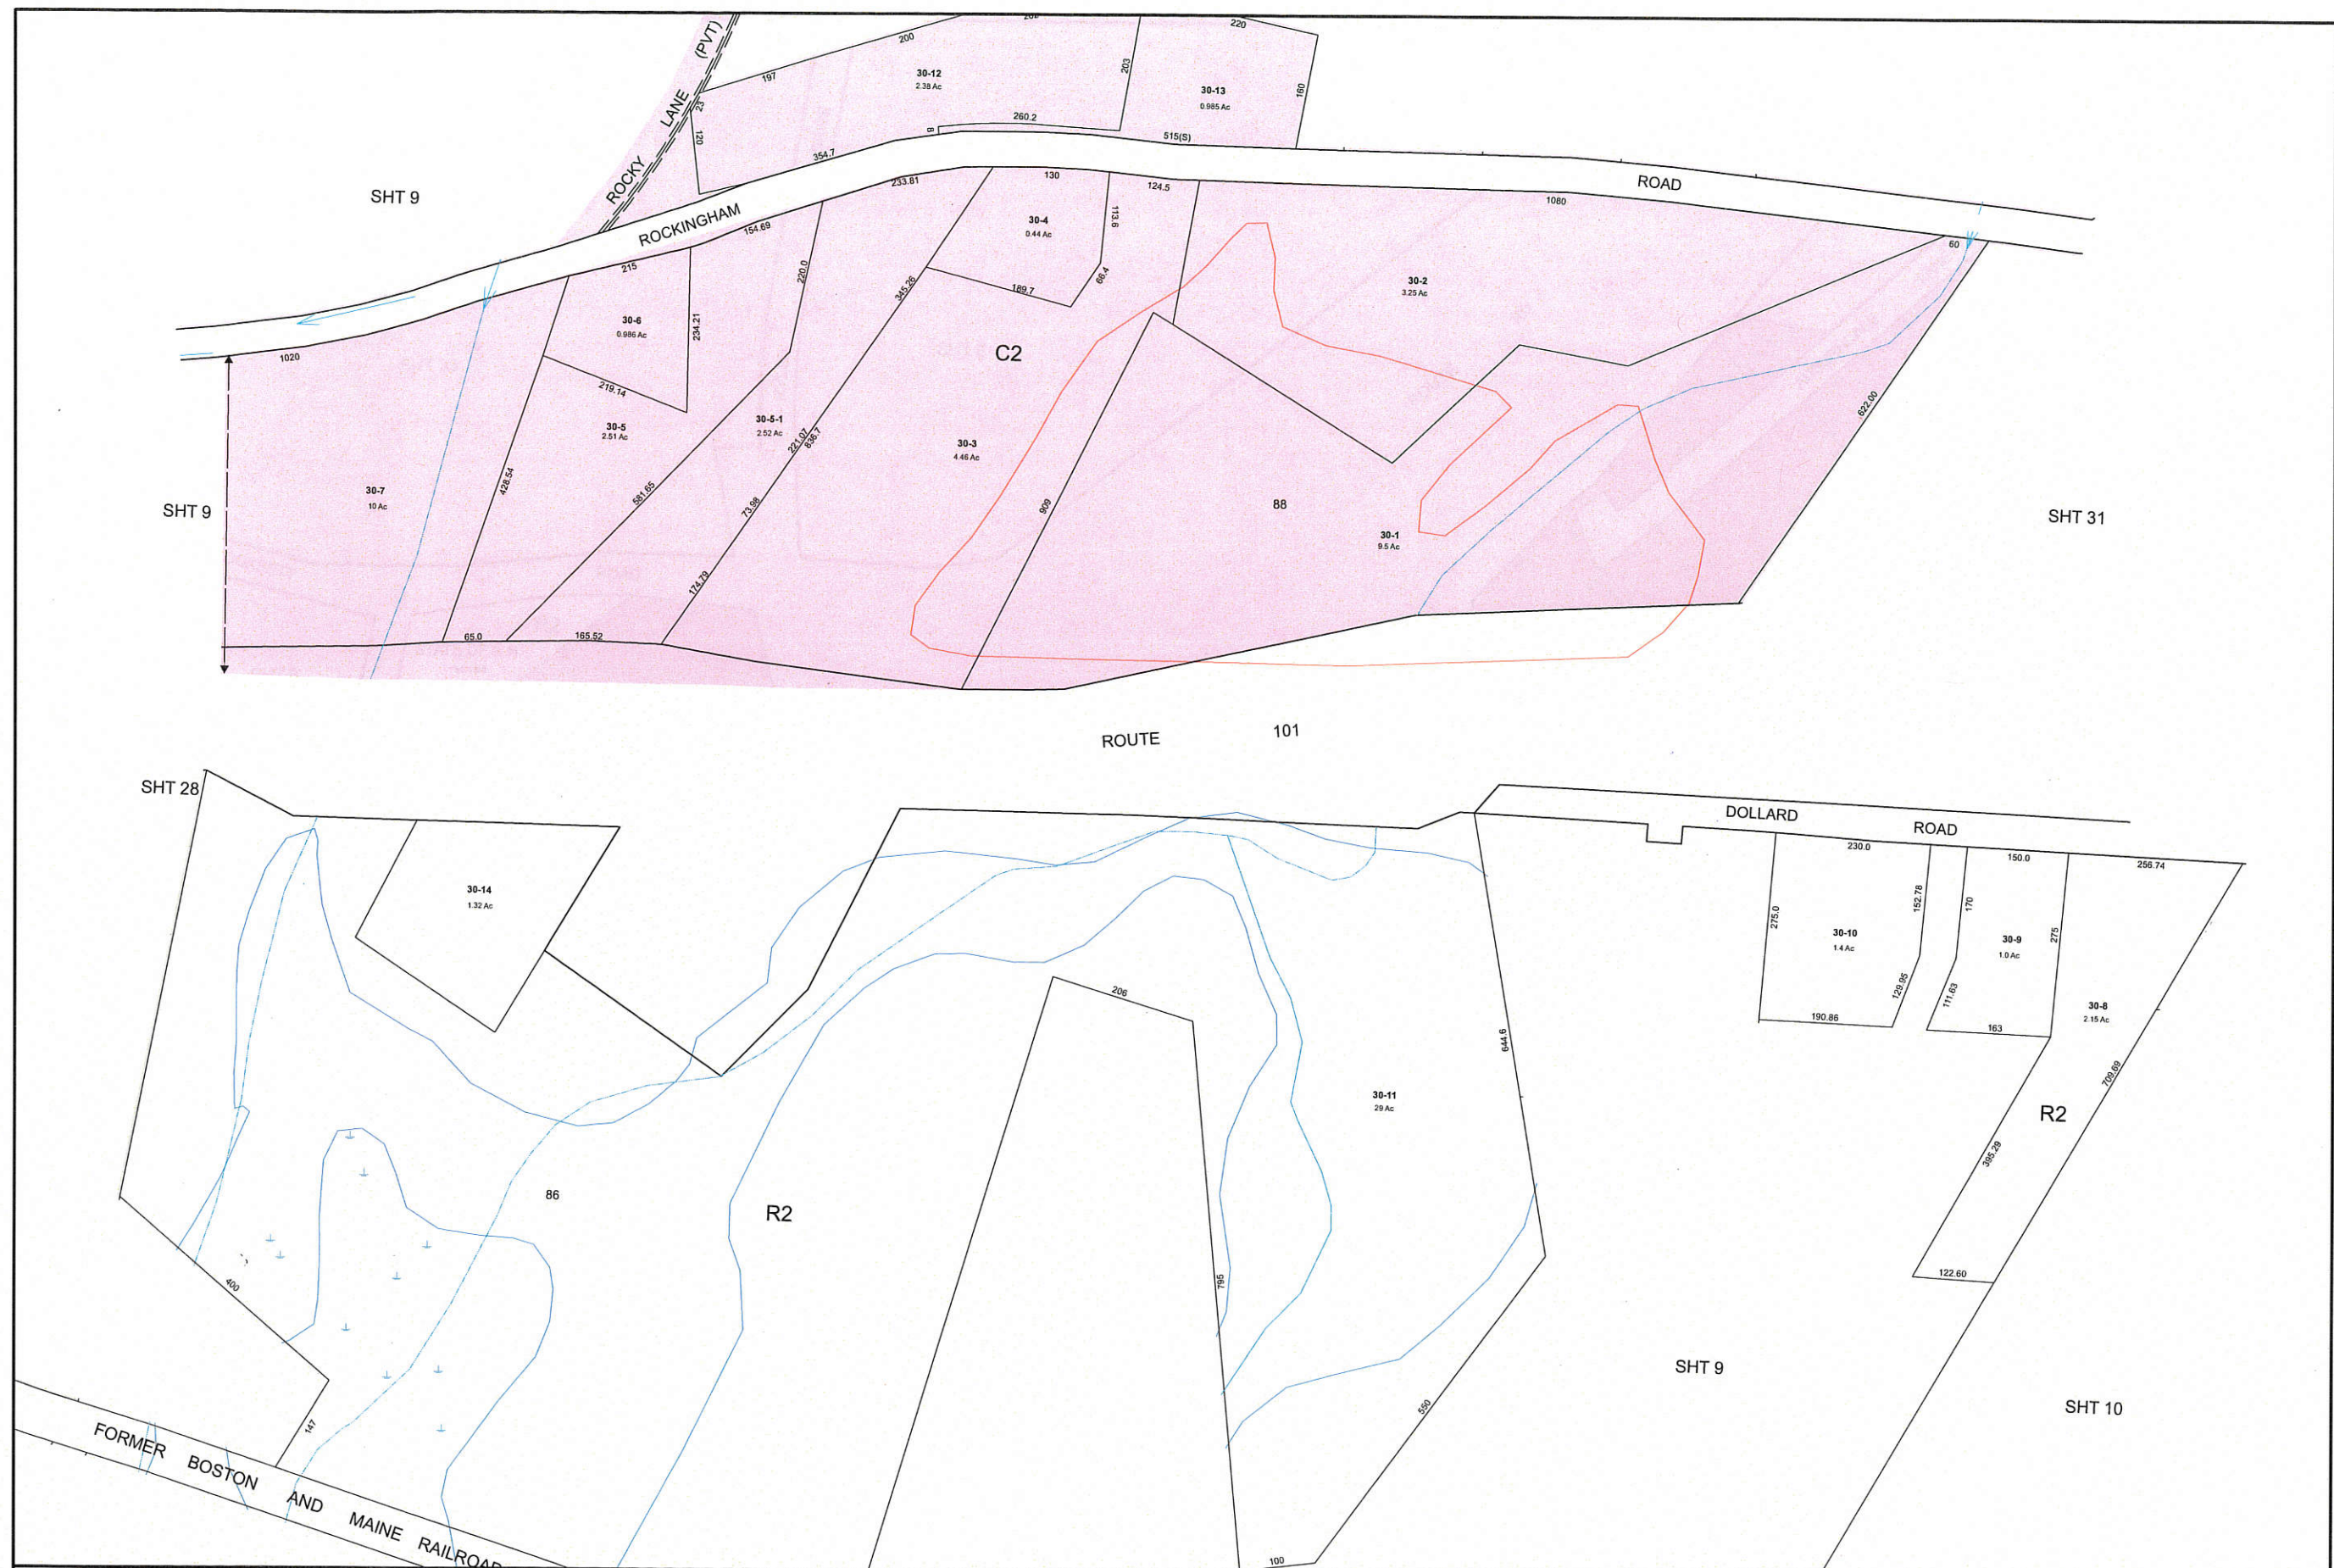 220
200
197
30-12
2.38 Ac
203
30-13
0.985 Ac
160
ROCKY LANE (PVT)
23
120
8
260.2
515(S)
354.7
SHT 9
ROCKINGHAM
ROAD
233.81
130
124.5
1080
60
154.69
215
1020
30-4
0.44 Ac
113.6
66.4
189.7
220.0
345.26
30-2
3.25 Ac
30-6
0.986 Ac
234.21
219.14
C2
622.00
30-5
2.51 Ac
30-5-1
2.52 Ac
221.07
836.7
30-3
4.46 Ac
30-7
10 Ac
428.54
581.65
73.98
909
88
30-1
9.5 Ac
SHT 9
SHT 31
174.79
65.0
165.52
ROUTE 101
SHT 28
DOLLARD ROAD
230.0
150.0
256.74
30-14
1.32 Ac
275.0
152.78
170
275
30-10
1.4 Ac
30-9
1.0 Ac
129.95
111.63
190.86
163
30-8
2.15 Ac
206
644.6
709.69
30-11
29 Ac
R2
395.29
86
R2
122.60
400
795
SHT 9
SHT 10
550
147
FORMER BOSTON AND MAINE RAILROAD
100